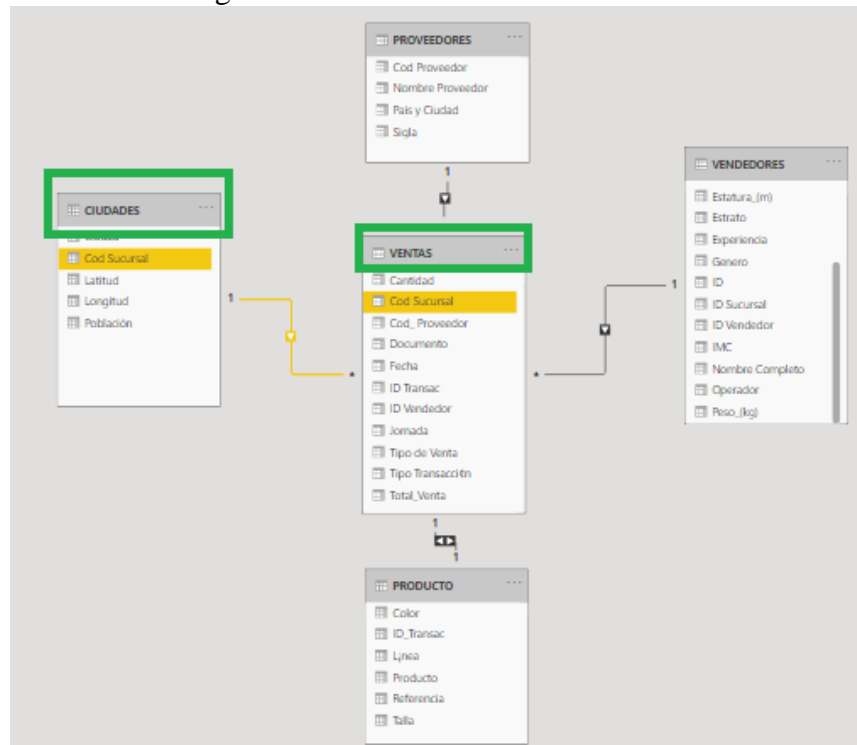 PROVEEDORES
Cod Proveedor
Nombre Proveedor
Pais y Ciudad
Sigla
1
CIUDADES
Cod Sucursal
Latitud
Longitud
Población
1
*
VENTAS
Cantidad
Cod Sucursal
Cod_ Proveedor
Documento
Fecha
ID Transac
ID Vendedor
Jornada
Tipo de Venta
Tipo Transacción
Total_Venta
*
1
VENDEDORES
Estatura_(m)
Estrato
Experiencia
Genero
ID
ID Sucursal
ID Vendedor
IMC
Nombre Completo
Operador
Peso_(kg)
1
1
PRODUCTO
Color
ID_Transac
Linea
Producto
Referencia
Talla